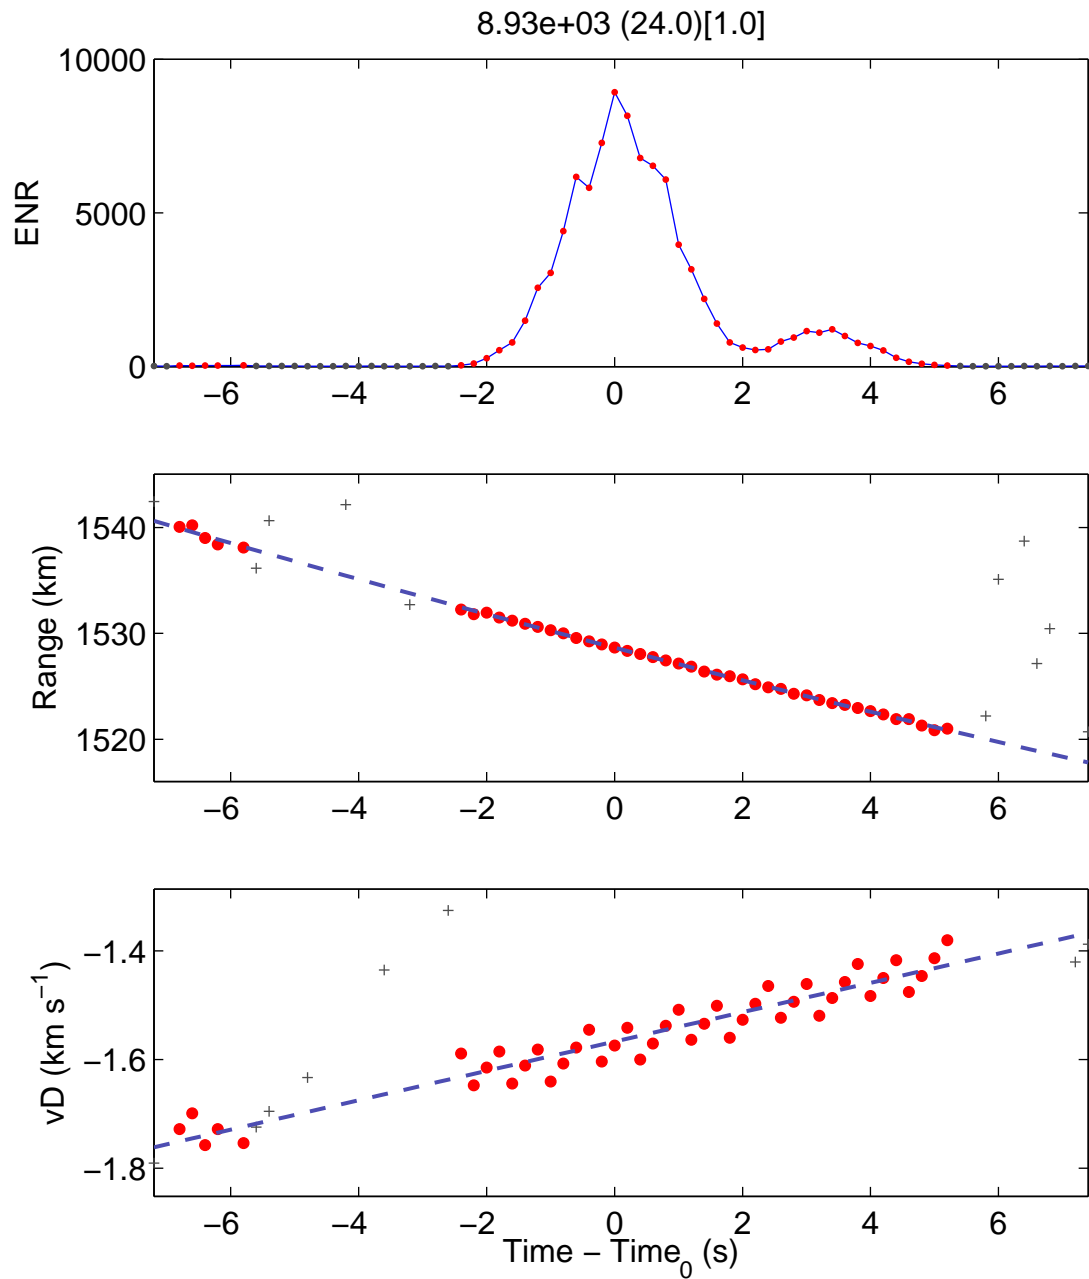 8.93e+03 (24.0)[1.0]
10000
5000
0
ENR
−6 −4 −2 0 2 4 6
1540
1530
1520
Range (km)
−6 −4 −2 0 2 4 6
−1.4
−1.6
−1.8
vD (km s⁻¹)
−6 −4 −2 0 2 4 6
Time − Time₀ (s)